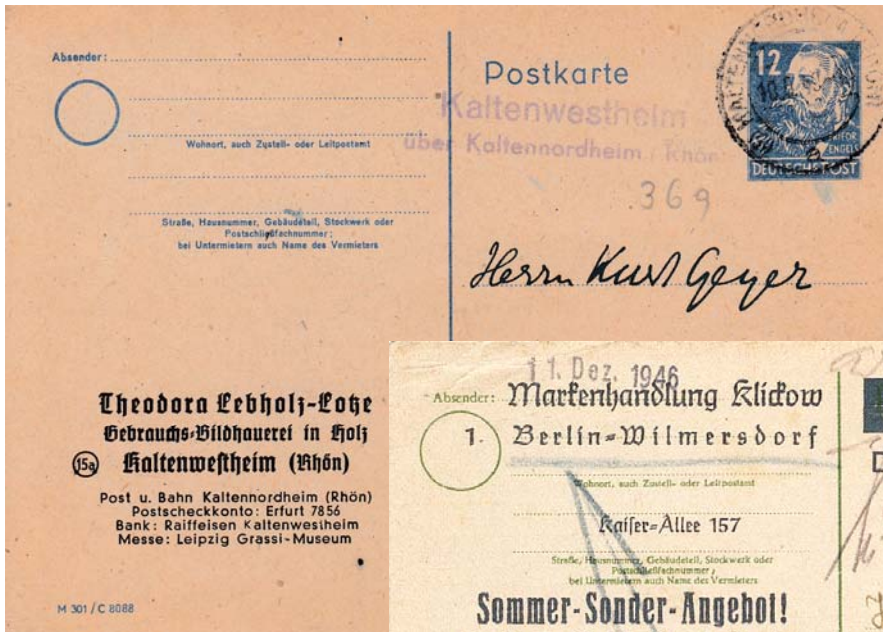 Absender:
Wohnort, auch Zustell- oder Leitpostamt
Straße, Hausnummer, Gebäudeteil, Stockwerk oder
Postschließfachnummer;
bei Untermietern auch Name des Vermieters
Theodora Lebholz-Lotze
Gebrauchs-Bildhauerei in Holz
15a Kaltenwestheim (Rhön)
Post u. Bahn Kaltennordheim (Rhön)
Postscheckkonto: Erfurt 7856
Bank: Raiffeisen Kaltenwestheim
Messe: Leipzig Grassi-Museum
M 301 / C 8088
Postkarte
Kaltenwestheim
über Kaltennordheim Rhön
36g
12
ENGELS
DEUTSCHE POST
Herrn Kurt Geyer
11. Dez. 1946
Absender: Markenhandlung Klickow
1. Berlin-Wilmersdorf
Wohnort, auch Zustell- oder Leitpostamt
Kaiser-Allee 157
Straße, Hausnummer, Gebäudeteil, Stockwerk oder
Postschließfachnummer;
bei Untermietern auch Name des Vermieters
Sommer-Sonder-Angebot!